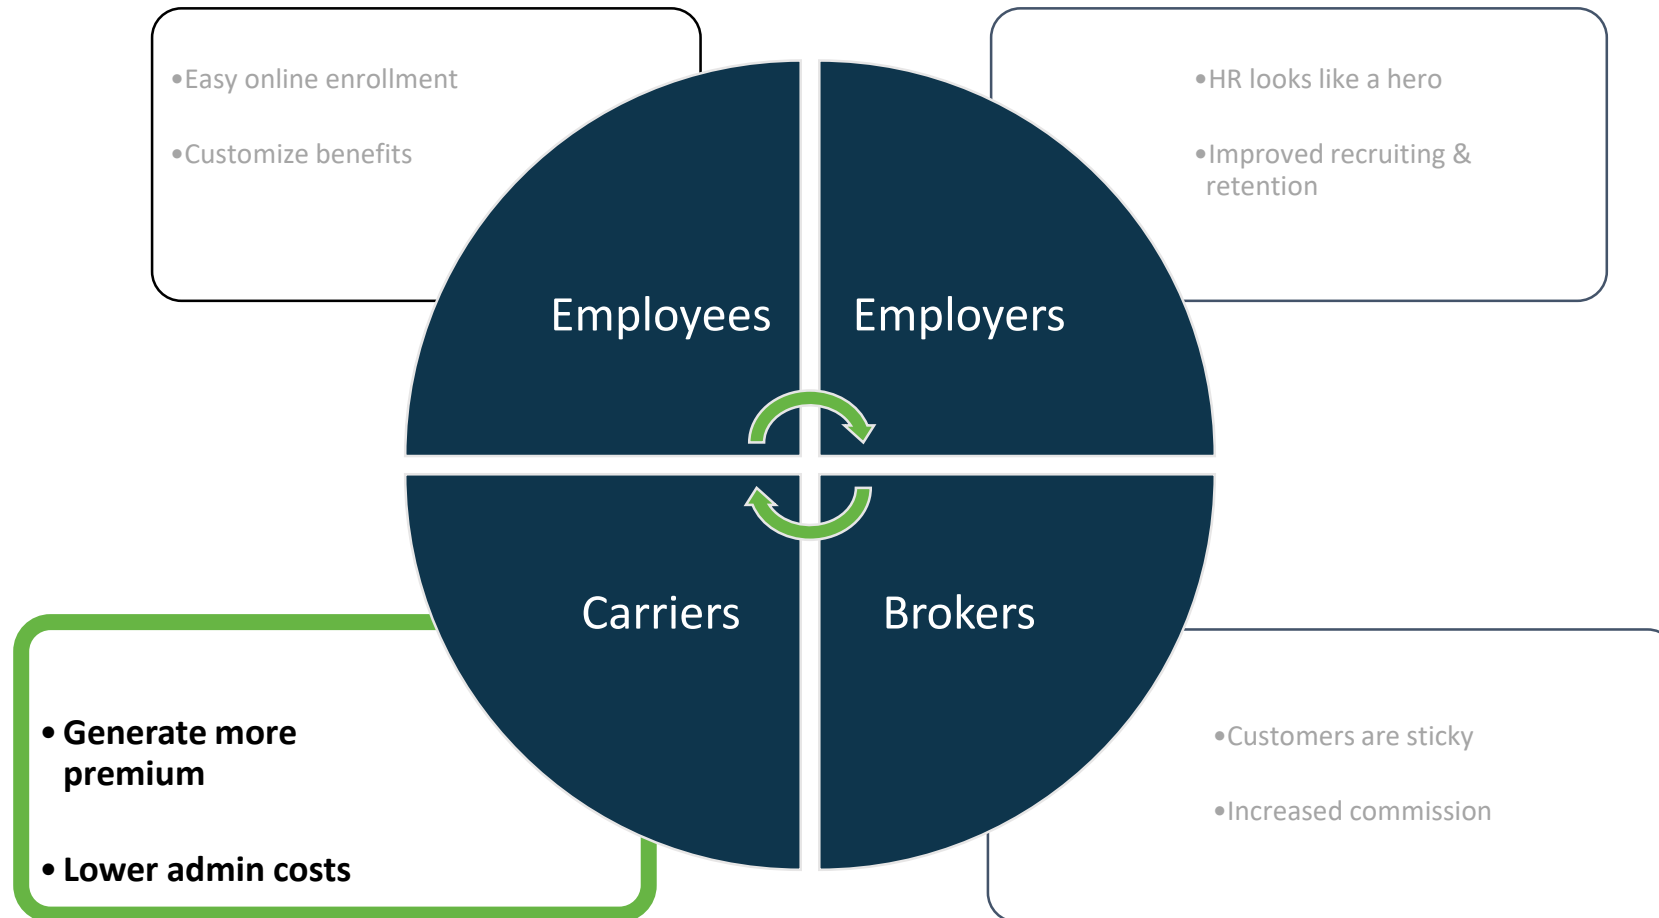 •Easy online enrollment
•Customize benefits
•HR looks like a hero
•Improved recruiting &
retention
Employees
Employers
Carriers
Brokers
• Generate more
premium
• Lower admin costs
•Customers are sticky
•Increased commission